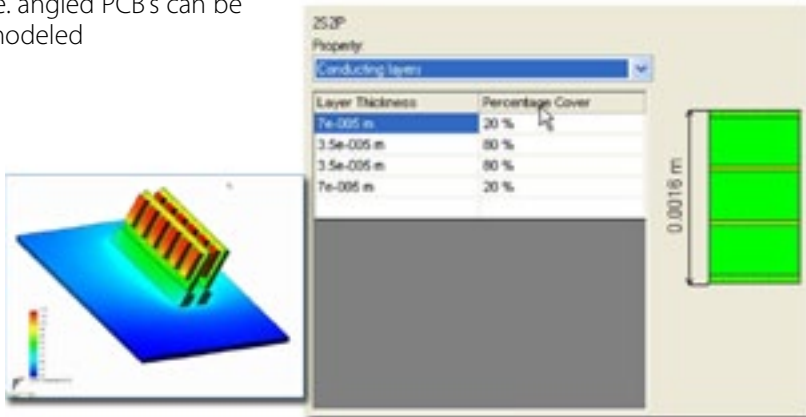 e. angled PCB's can be
modeled
2S2P
Property:
Conducting layers
Layer Thickness Percentage Cover
7e-005 m 20 %
3.5e-005 m 80 %
3.5e-005 m 80 %
7e-005 m 20 %
0.0016 m